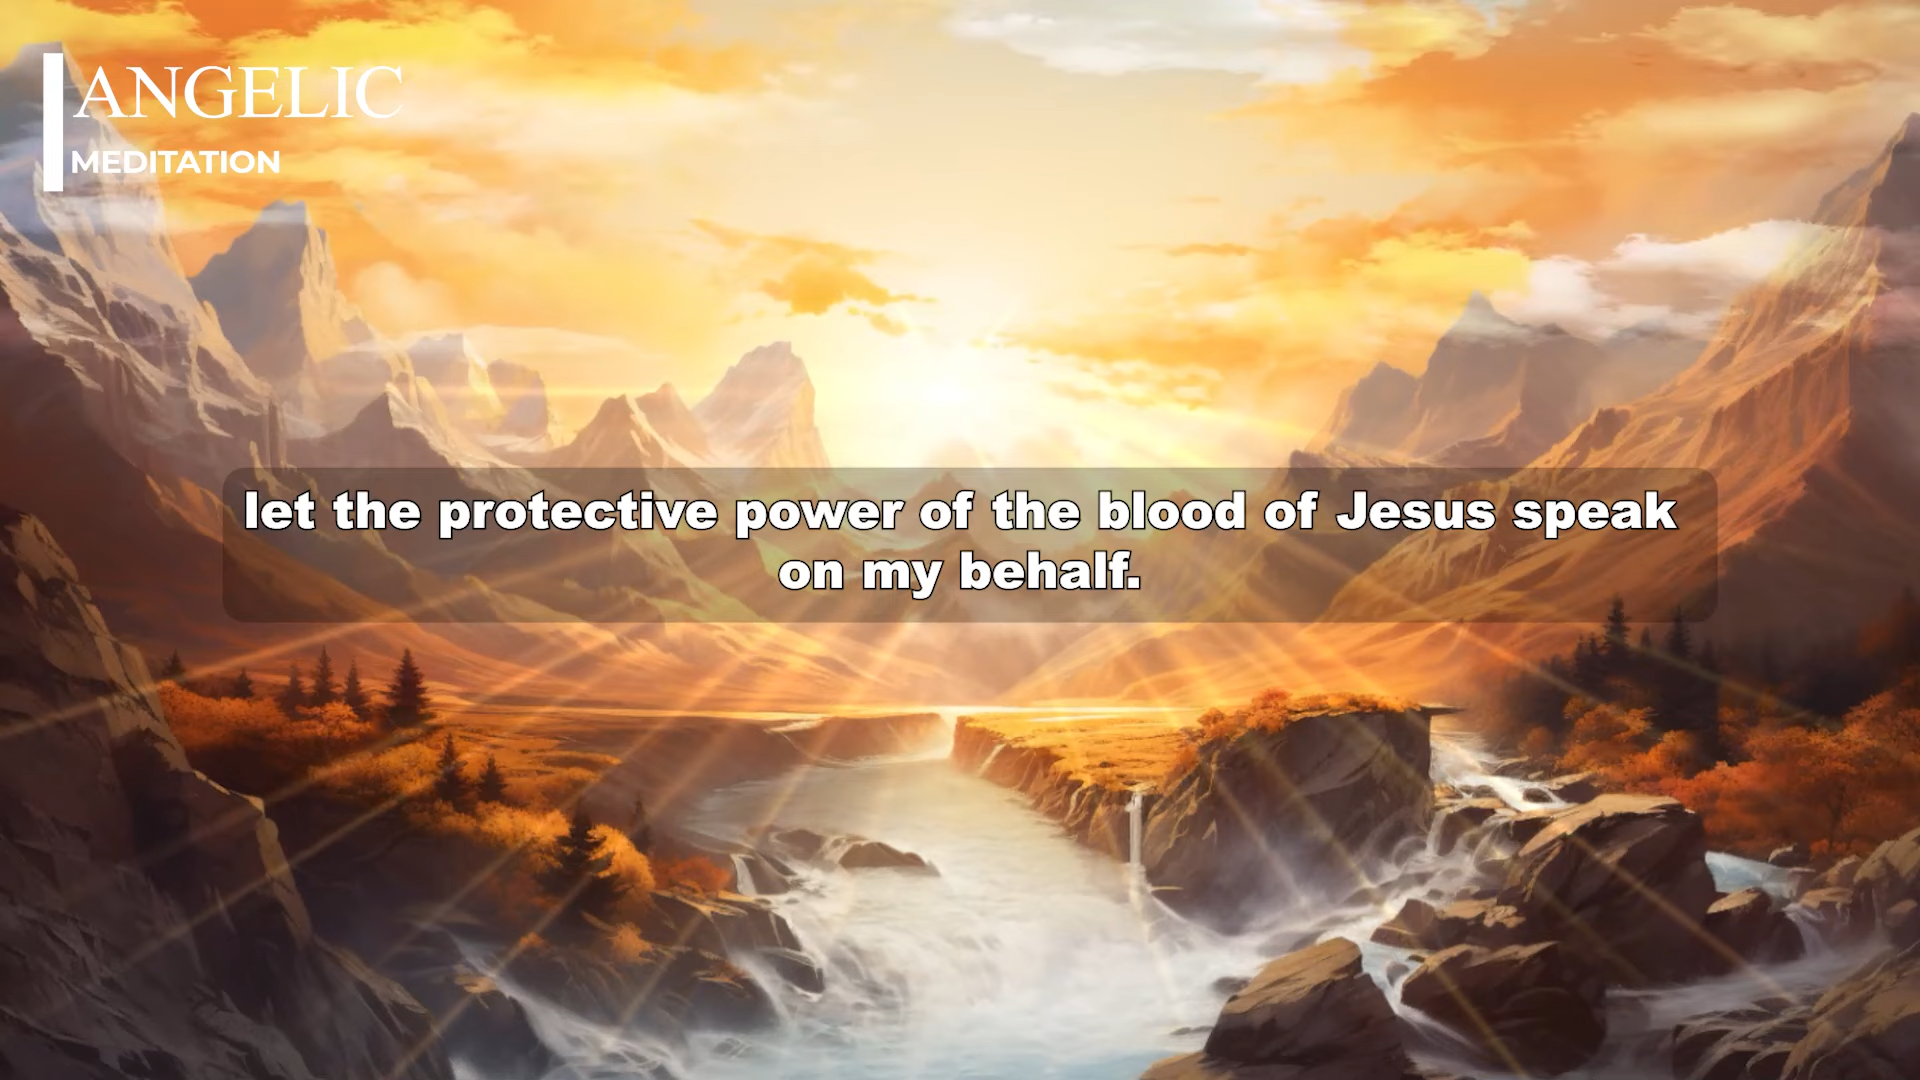 ANGELIC
MEDITATION
let the protective power of the blood of Jesus speak
on my behalf.